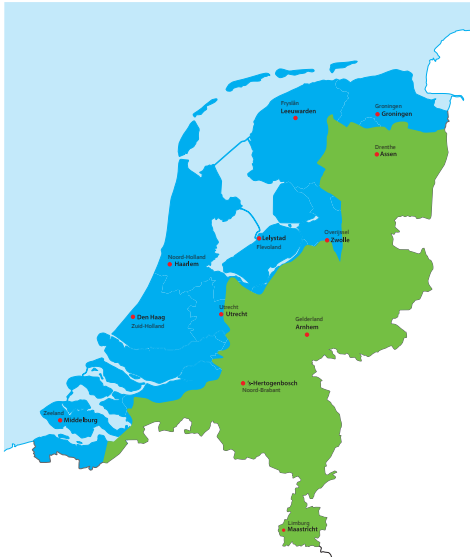 Fryslân
Leeuwarden
Groningen
Groningen
Drenthe
Assen
Overijssel
Zwolle
Lelystad
Flevoland
Noord-Holland
Haarlem
Utrecht
Utrecht
Den Haag
Zuid-Holland
Gelderland
Arnhem
's-Hertogenbosch
Noord-Brabant
Zeeland
Middelburg
Limburg
Maastricht